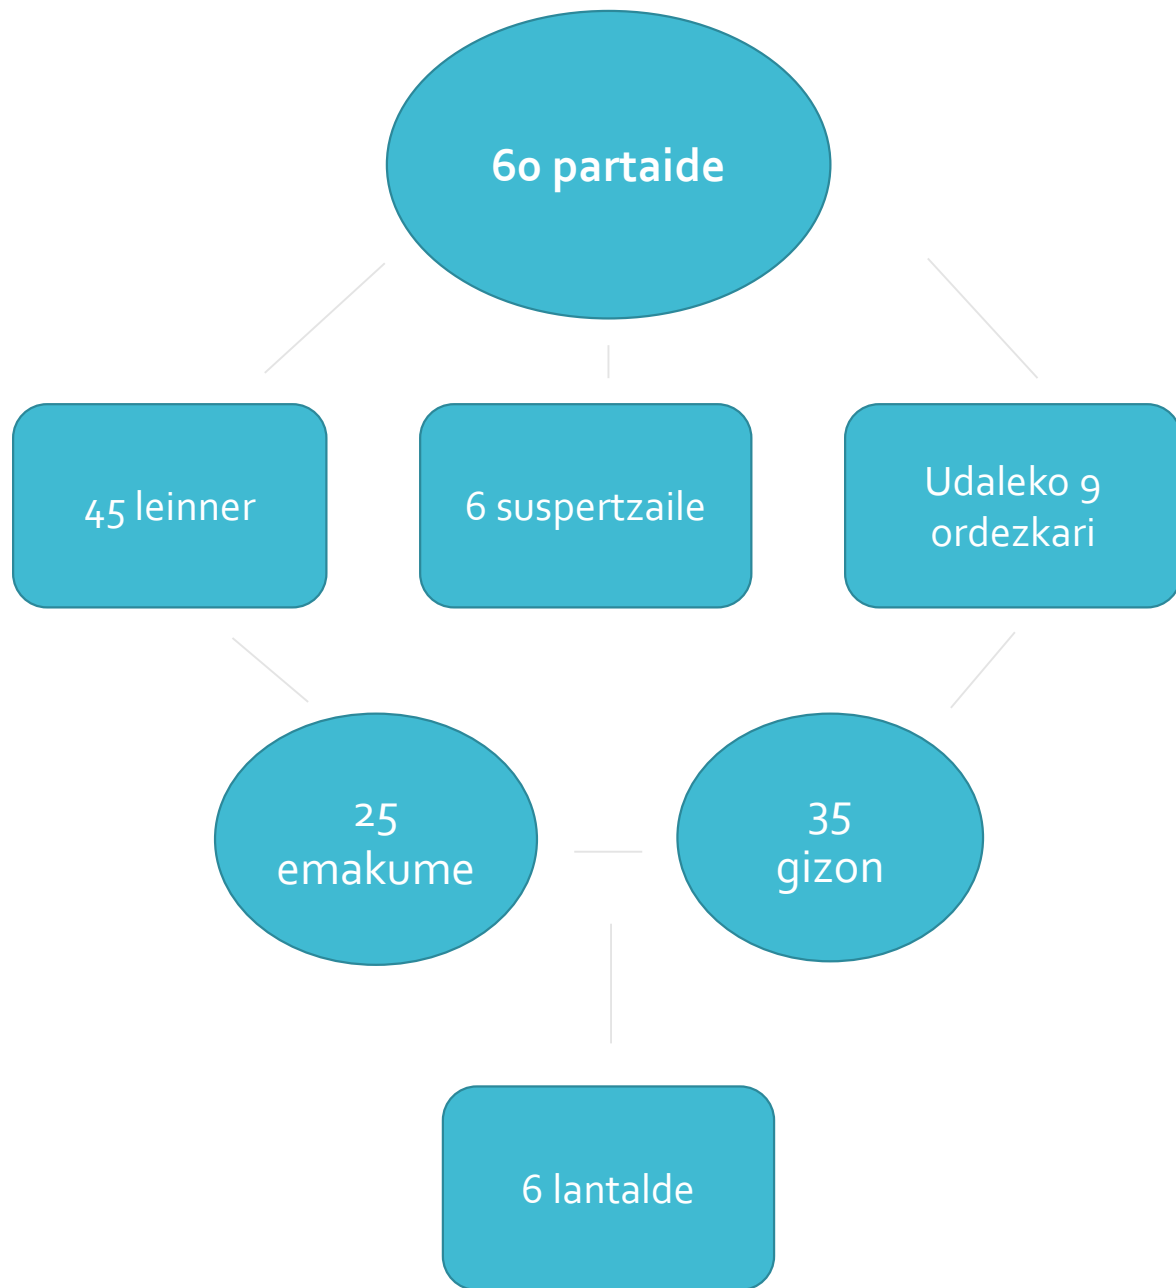 60 partaide
45 leinner
6 suspertzaile
Udaleko 9
ordezkari
25
emakume
35
gizon
6 lantalde